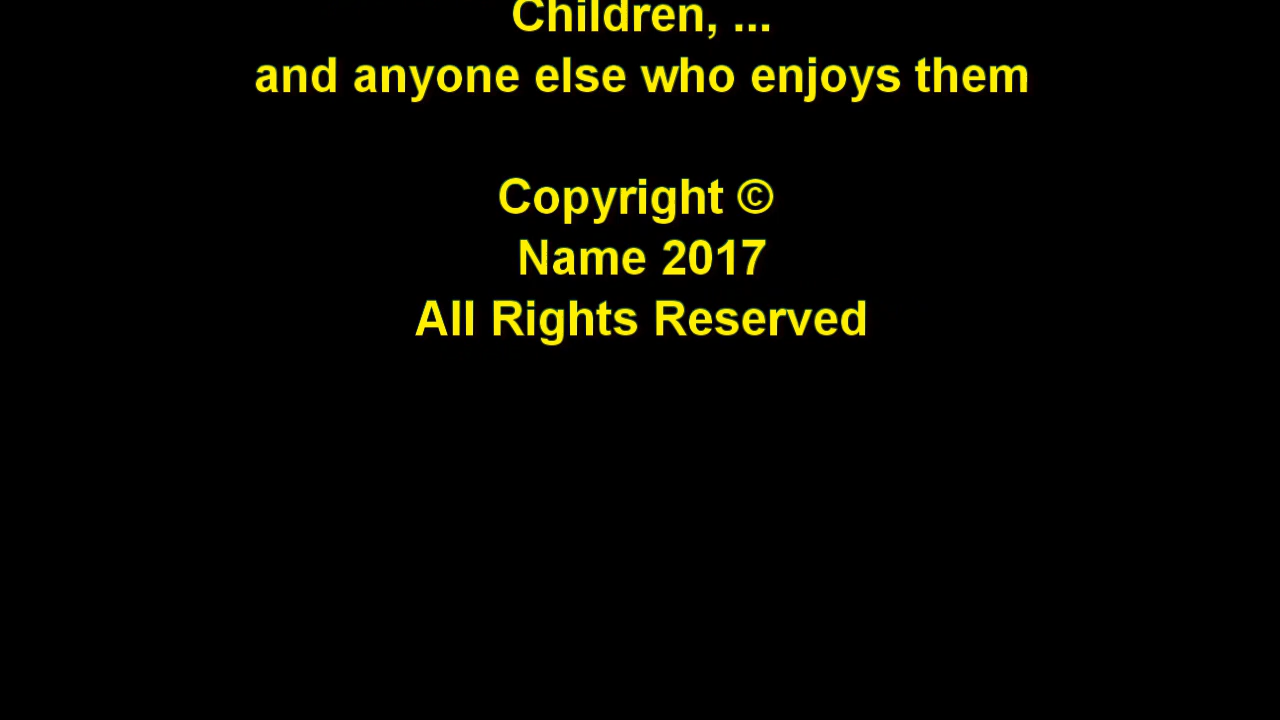 Children, ...
and anyone else who enjoys them
Copyright ©
Name 2017
All Rights Reserved